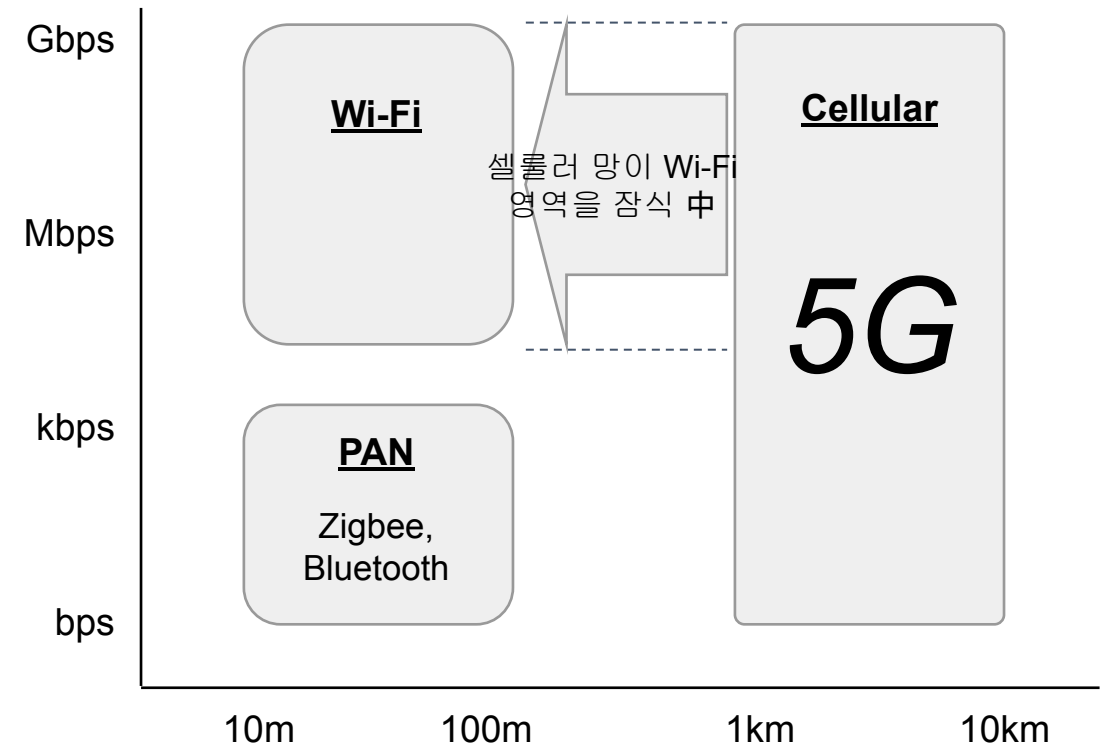 Gbps
Mbps
kbps
bps
Wi-Fi
셀룰러 망이 Wi-Fi
영역을 잠식 中
Cellular
5G
PAN
Zigbee,
Bluetooth
10m
100m
1km
10km